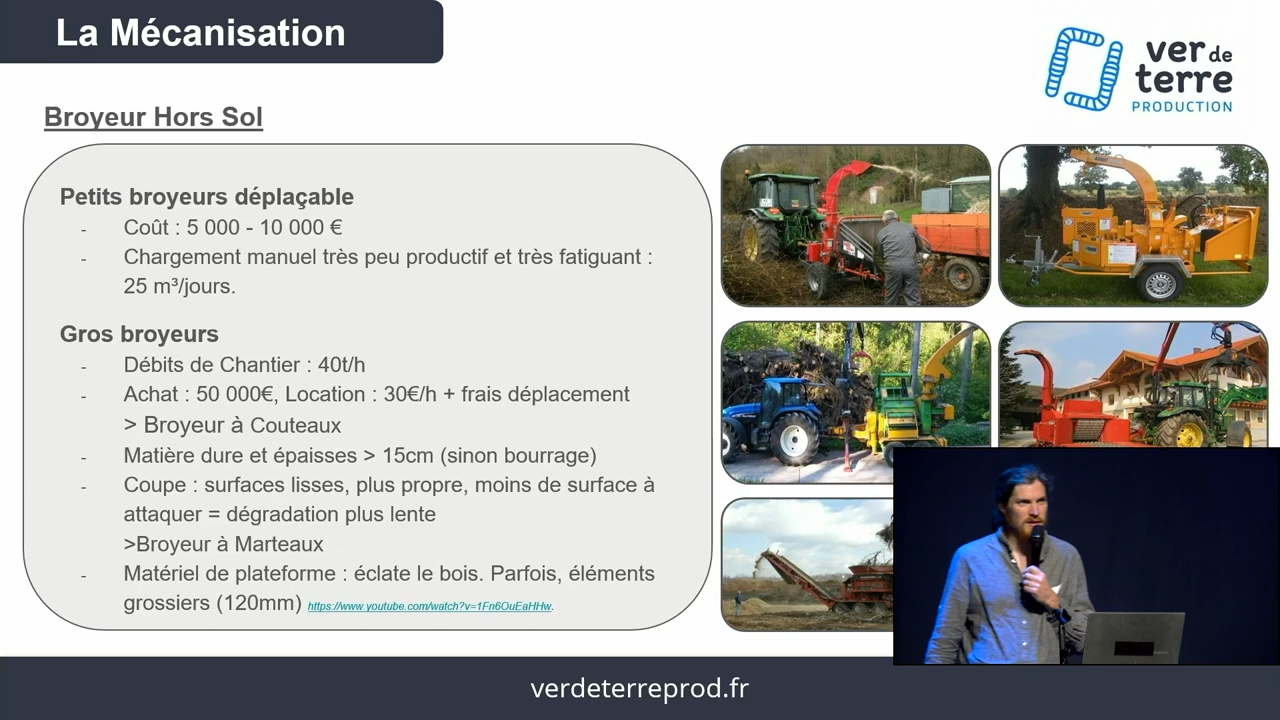 La Mécanisation
ver de
terre
PRODUCTION
Broyeur Hors Sol
Petits broyeurs déplaçable
- Coût : 5 000 - 10 000 €
- Chargement manuel très peu productif et très fatiguant :
25 m³/jours.
Gros broyeurs
- Débits de Chantier : 40t/h
- Achat : 50 000€, Location : 30€/h + frais déplacement
> Broyeur à Couteaux
- Matière dure et épaisses > 15cm (sinon bourrage)
- Coupe : surfaces lisses, plus propre, moins de surface à
attaquer = dégradation plus lente
>Broyeur à Marteaux
- Matériel de plateforme : éclate le bois. Parfois, éléments
grossiers (120mm) https://www.youtube.com/watch?v=1Fn6OuEaHHw.
verdeterreprod.fr